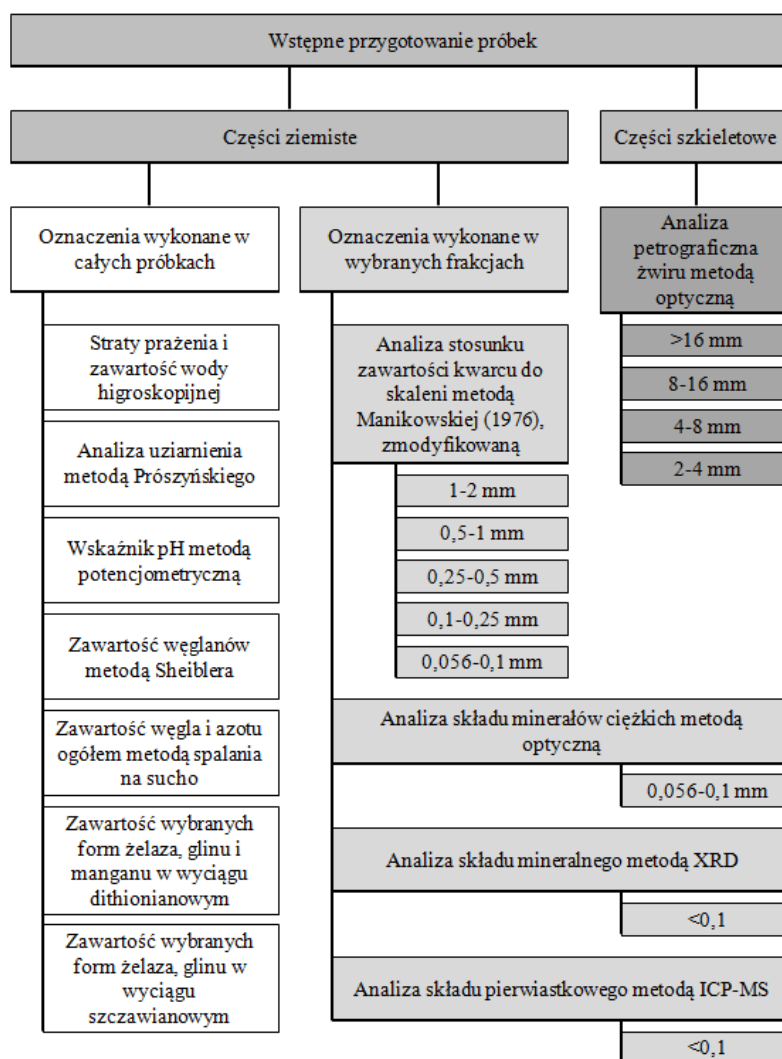 Wstępne przygotowanie próbek
Części ziemiste
Części szkieletowe
Oznaczenia wykonane w
całych próbkach
Oznaczenia wykonane w
wybranych frakcjach
Analiza
petrograficzna
żwiru metodą
optyczną
Straty prażenia i
zawartość wody
higroskopijnej
Analiza uziarnienia
metodą Prószyńskiego
Wskaźnik pH metodą
potencjometryczną
Zawartość węglanów
metodą Sheiblera
Zawartość węgla i azotu
ogółem metodą spalania
na sucho
Zawartość wybranych
form żelaza, glinu i
manganu w wyciągu
dithionianowym
Zawartość wybranych
form żelaza, glinu w
wyciągu
szczawianowym
Analiza stosunku
zawartości kwarcu do
skaleni metodą
Manikowskiej (1976),
zmodyfikowaną
1-2 mm
0,5-1 mm
0,25-0,5 mm
0,1-0,25 mm
0,056-0,1 mm
Analiza składu minerałów ciężkich metodą
optyczną
0,056-0,1 mm
Analiza składu mineralnego metodą XRD
<0,1
Analiza składu pierwiastkowego metodą ICP-MS
<0,1
>16 mm
8-16 mm
4-8 mm
2-4 mm